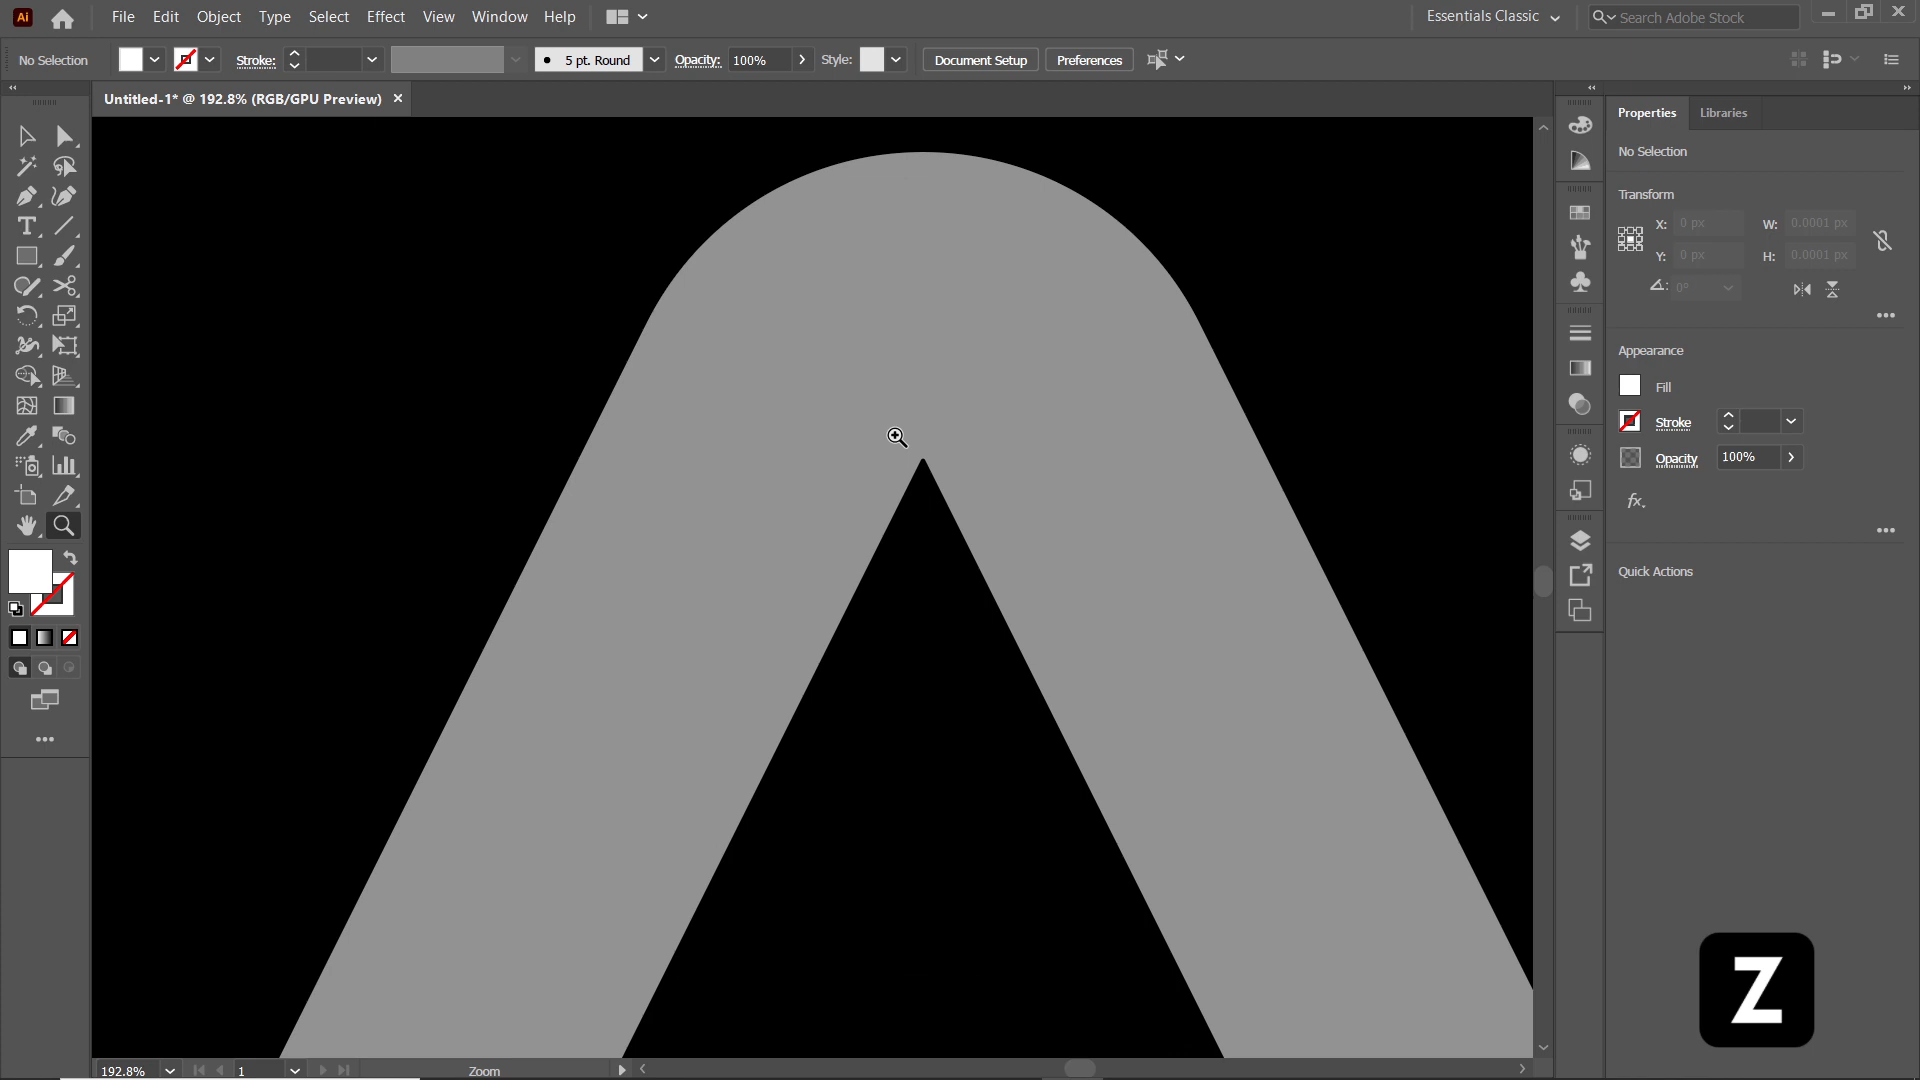 Ai File Edit Object Type Select Effect View Window Help Essentials Classic Search Adobe Stock
No Selection Stroke: 5 pt. Round Opacity: 100% Style: Document Setup Preferences
Untitled-1* @ 192.8% (RGB/GPU Preview)
Properties Libraries
No Selection
Transform
X: 0 px W: 0.0001 px
Y: 0 px H: 0.0001 px
0°
Appearance
Fill
Stroke
Opacity 100%
fx
Quick Actions
Z
192.8% 1 Zoom